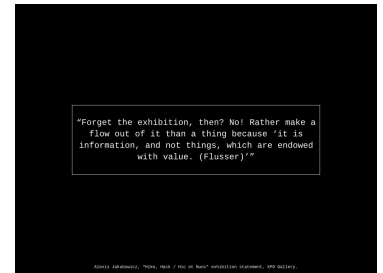 “Forget the exhibition, then? No! Rather make a
flow out of it than a thing because ‘it is
information, and not things, which are endowed
with value. (Flusser)’”
Alexis Jakubowicz, "Hike, Hack / Hic et Nunc" exhibition statement, XPO Gallery.